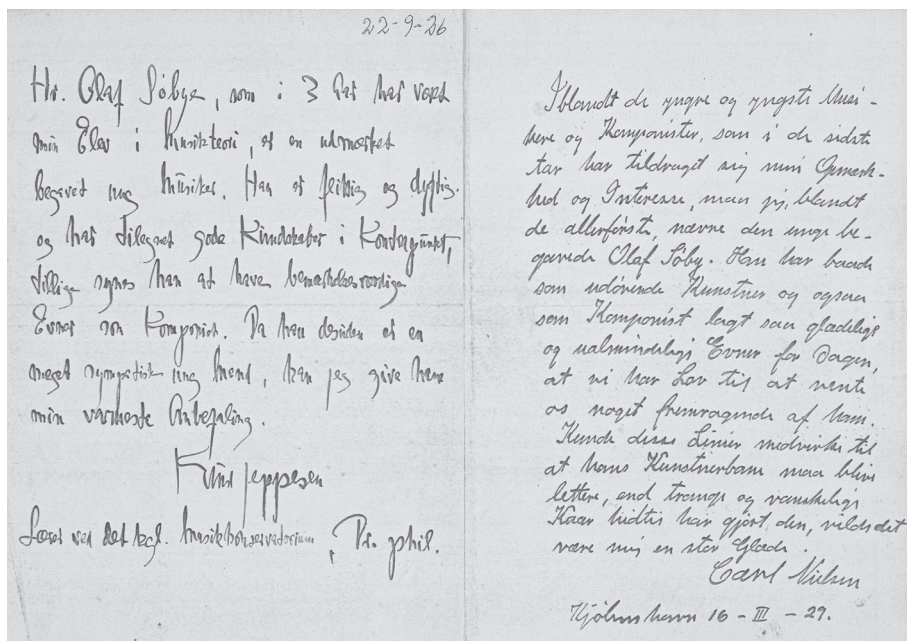 22-9-26
Hr. Olaf Søbye, som i 3 Aar har været
min Elev i Musikteori, er en udmærket
begavet ung Musiker. Han er flittig og dygtig
og har tilegnet gode Kundskaber i Kontrapunkt,
tillige synes han at have bemærkelsesværdige
Evner som Komponist. Da han desuden er en
meget sympatisk ung Mand, kan jeg give ham
min varmeste Anbefaling.
Knud Jeppesen
Lærer ved det kgl. Musikkonservatorium, Dr. phil.
Iblandt de yngre og yngste Musi-
kere og Komponister, som i de sidste
Aar har tildraget sig min Opmærk-
hed og Interesse, maa jeg, blandt
de allerførste, nævne den unge be-
gavede Olaf Søby. Han har baade
som udøvende Kunstner og ogsaa
som Komponist lagt saa glædelige
og ualmindelige Evner for Dagen,
at vi har Lov til at vente
os noget fremragende af ham.
Kunde disse Linier medvirke til
at hans Kunstnerbane maa blive
lettere, end trange og vanskelige
Kaar hidtil har gjort den, vilde det
være mig en stor Glæde.
Carl Nielsen
Kjøbenhavn 16 - III - 29.